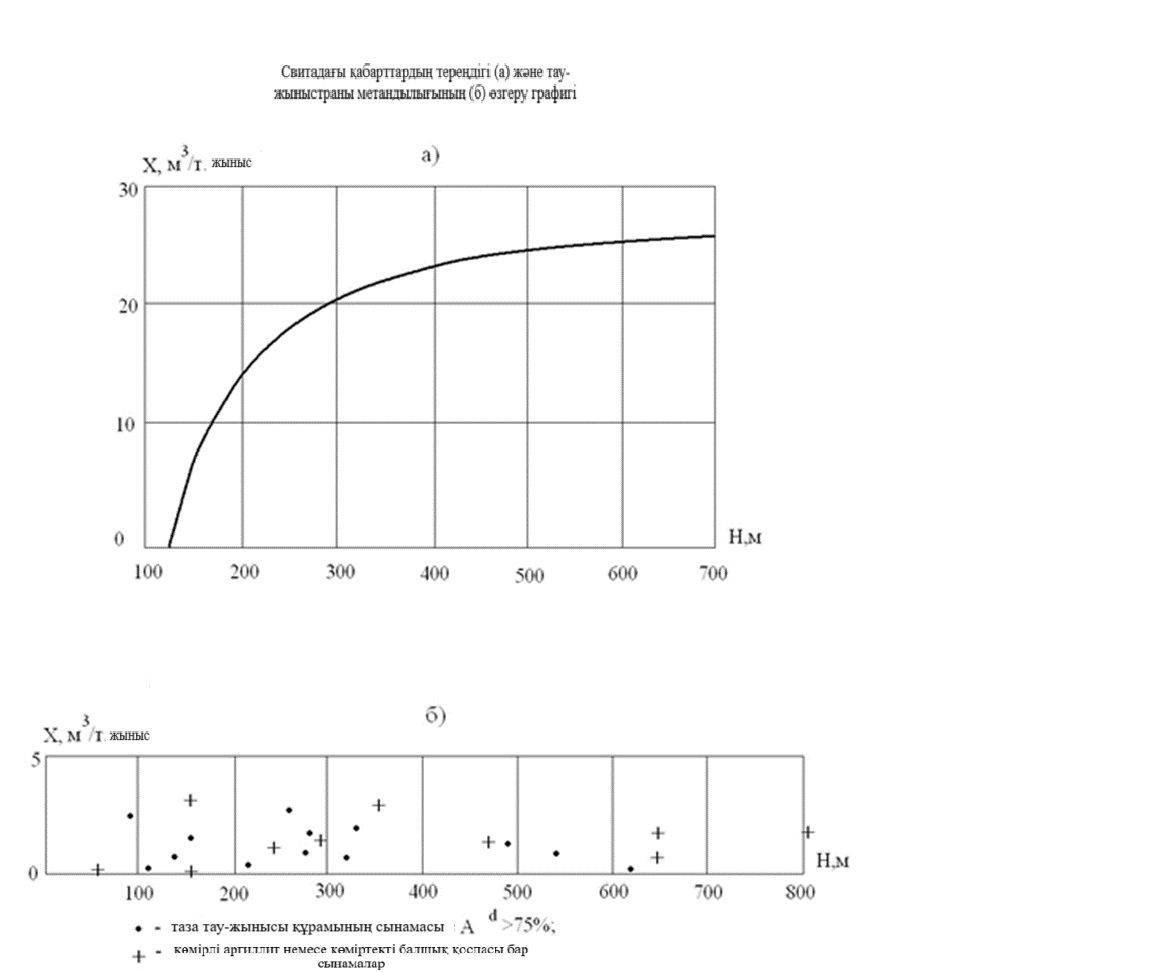 Свитадағы қабарттардың тереңдігі (а) және тау-
жыныстраны метандылығының (б) өзгеру графигі
а)
X, м³/т. жыныс
30
20
10
0
H,м
100 200 300 400 500 600 700
б)
X, м³/т. жыныс
5
0
H,м
100 200 300 400 500 600 700 800
• - таза тау-жынысы құрамының сынамасы : A d >75%;
+ - көмірлі аргиллит немесе көміртекті балшық қоспасы бар
сынамалар